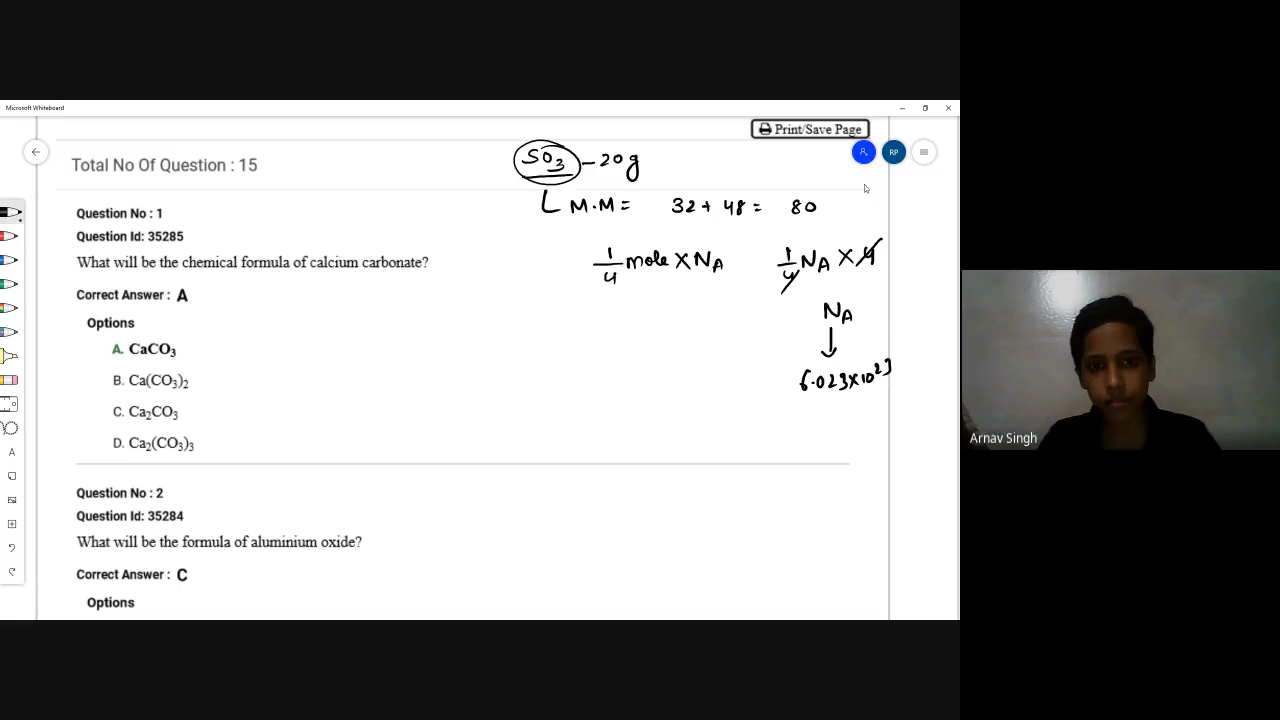 Microsoft Whiteboard
Print/Save Page
Total No Of Question : 15
SO₃ - 20g
RP
M.M = 32 + 48 = 80
Question No : 1
Question Id: 35285
What will be the chemical formula of calcium carbonate?
1/4 mole × NA 1/4 NA × 4
Correct Answer : A
NA
Options
↓
A. CaCO₃
6.023×10²³
B. Ca(CO₃)₂
C. Ca₂CO₃
D. Ca₂(CO₃)₃
Arnav Singh
Question No : 2
Question Id: 35284
What will be the formula of aluminium oxide?
Correct Answer : C
Options